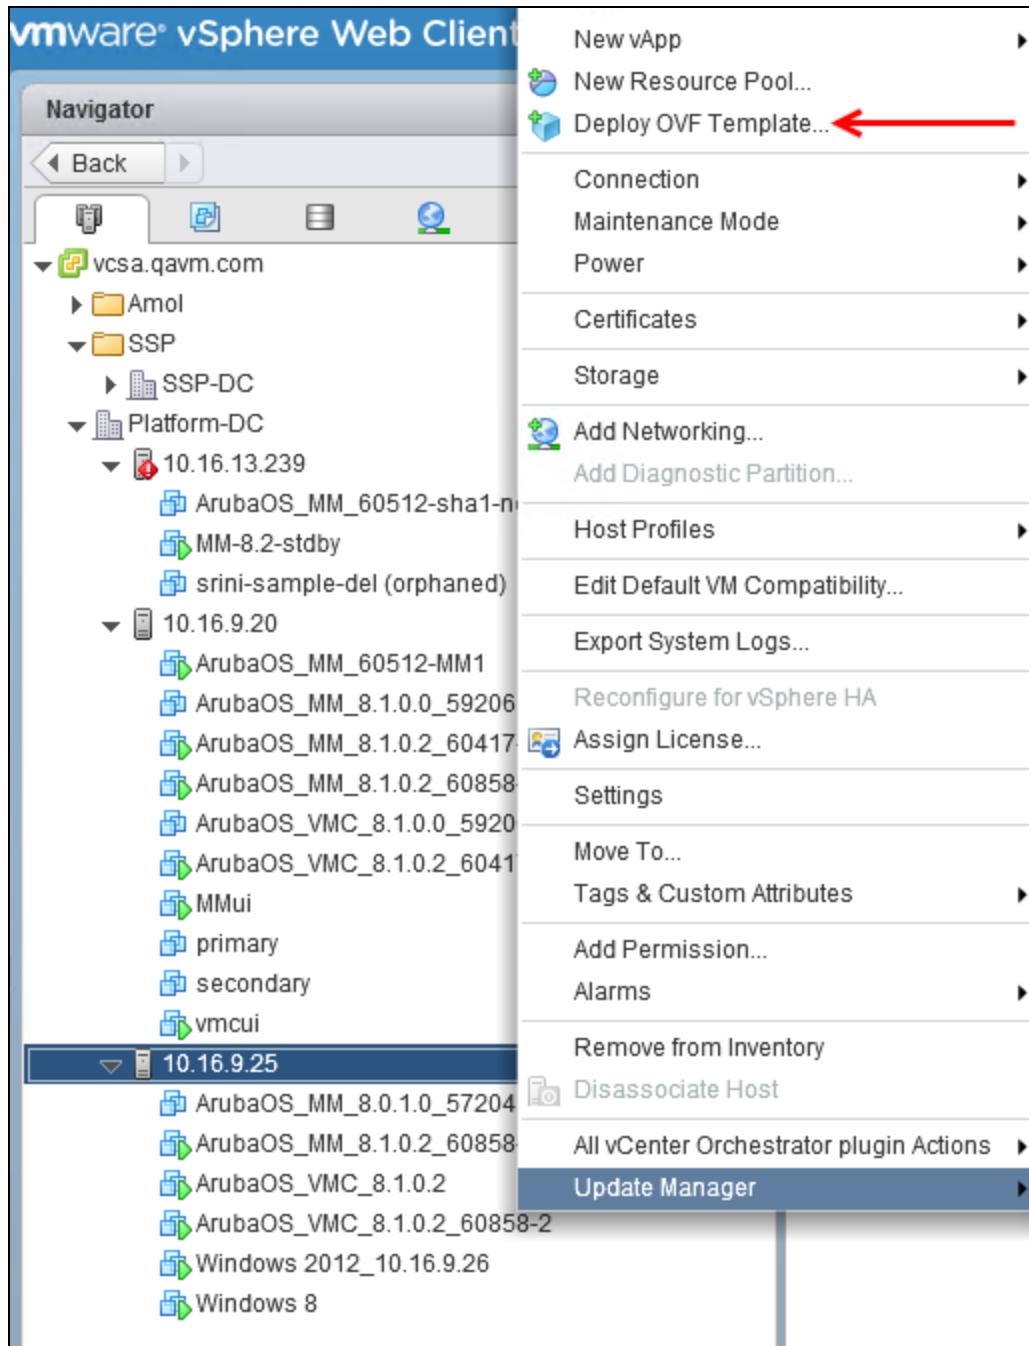 vmware® vSphere Web Client
Navigator
Back
vcsa.qavm.com
Amol
SSP
SSP-DC
Platform-DC
10.16.13.239
ArubaOS_MM_60512-sha1-n
MM-8.2-stdby
srini-sample-del (orphaned)
10.16.9.20
ArubaOS_MM_60512-MM1
ArubaOS_MM_8.1.0.0_59206
ArubaOS_MM_8.1.0.2_60417-
ArubaOS_MM_8.1.0.2_60858-
ArubaOS_VMC_8.1.0.0_5920
ArubaOS_VMC_8.1.0.2_6041
MMui
primary
secondary
vmcui
10.16.9.25
ArubaOS_MM_8.0.1.0_57204
ArubaOS_MM_8.1.0.2_60858-
ArubaOS_VMC_8.1.0.2
ArubaOS_VMC_8.1.0.2_60858-2
Windows 2012_10.16.9.26
Windows 8
New vApp
New Resource Pool...
Deploy OVF Template...
Connection
Maintenance Mode
Power
Certificates
Storage
Add Networking...
Add Diagnostic Partition...
Host Profiles
Edit Default VM Compatibility...
Export System Logs...
Reconfigure for vSphere HA
Assign License...
Settings
Move To...
Tags & Custom Attributes
Add Permission...
Alarms
Remove from Inventory
Disassociate Host
All vCenter Orchestrator plugin Actions
Update Manager